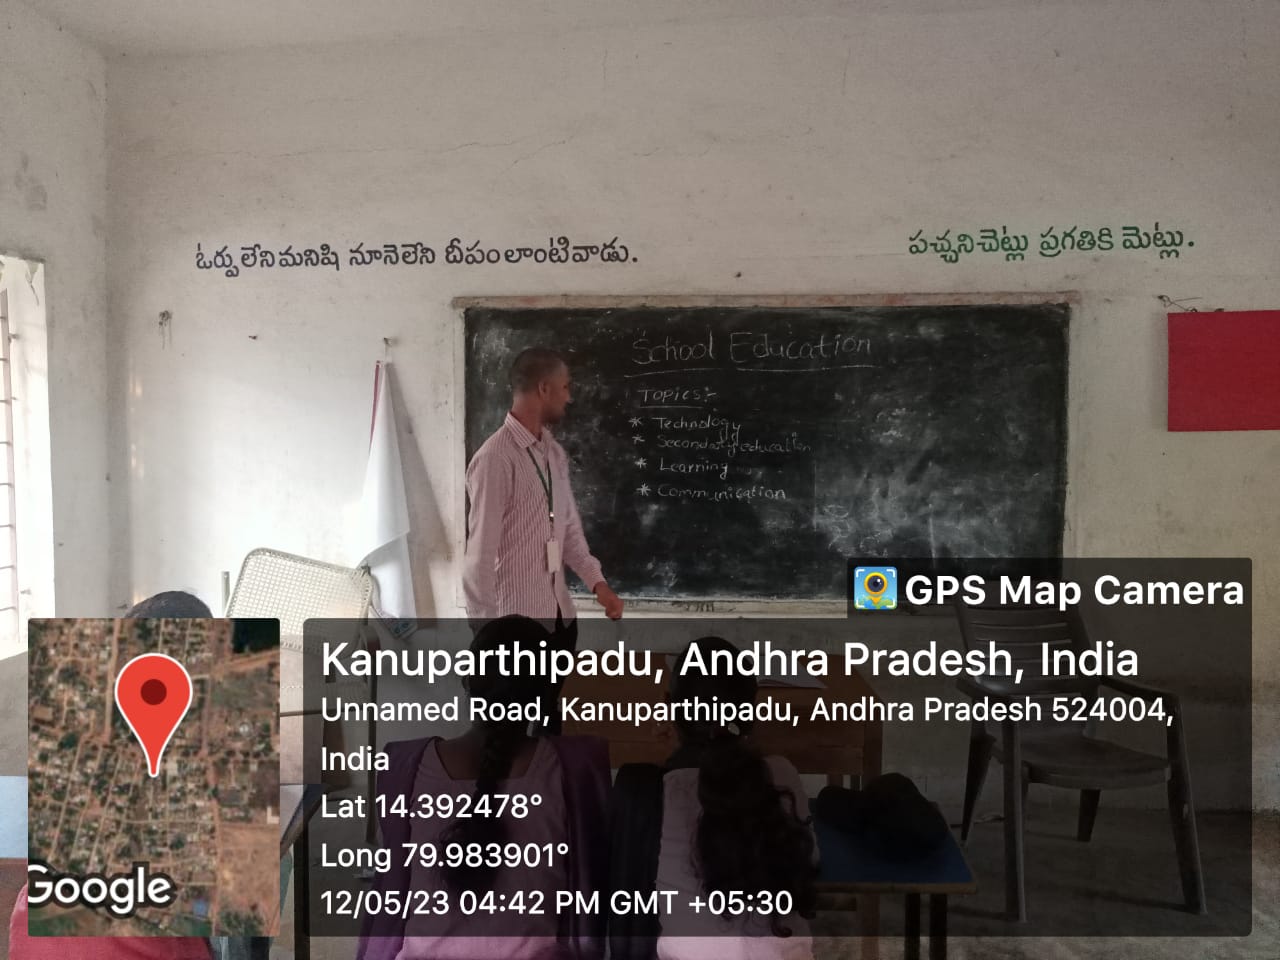 ఓర్పులేనిమనిషి నూనెలేని దీపంలాంటివాడు.
పచ్చనిచెట్లు ప్రగతికి మెట్లు.
School Education
Topics:-
* Technology
* Secondary education
* Learning
* Communication
GPS Map Camera
Kanuparthipadu, Andhra Pradesh, India
Unnamed Road, Kanuparthipadu, Andhra Pradesh 524004,
India
Lat 14.392478°
Long 79.983901°
12/05/23 04:42 PM GMT +05:30
Google